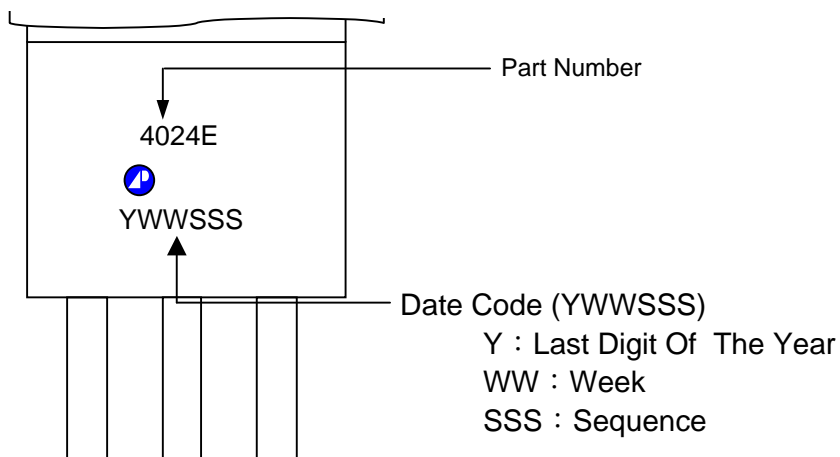 Part Number
4024E
YWWSSS
Date Code (YWWSSS)
Y：Last Digit Of The Year
WW：Week
SSS：Sequence